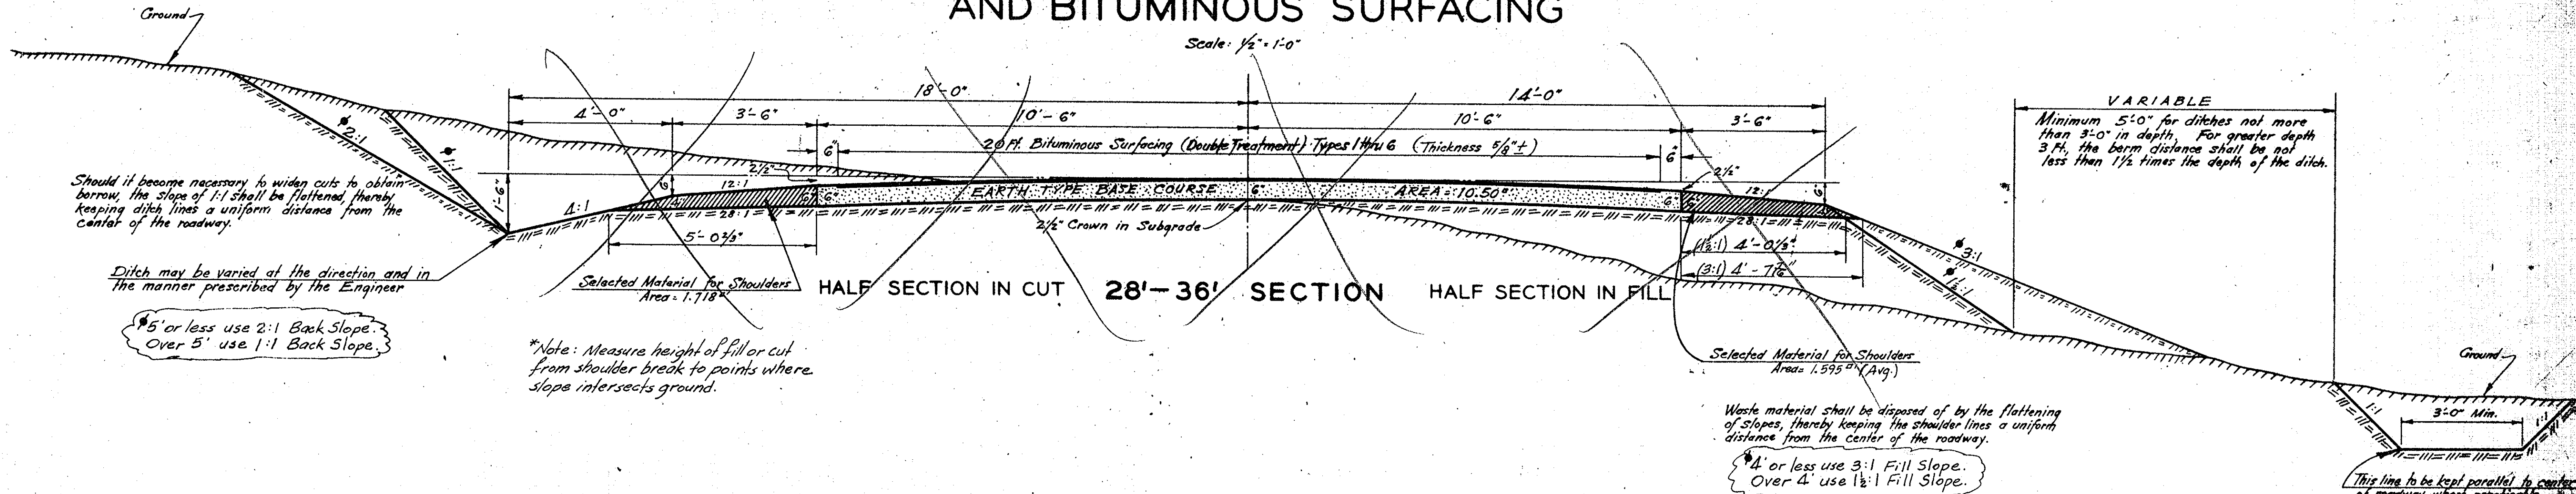 AND BITUMINOUS SURFACING
Scale: 1/2" = 1'-0"
Ground
18'-0"
14'-0"
4'-0"
3'-6"
10'-6"
10'-6"
3'-6"
VARIABLE
Minimum 5'-0" for ditches not more
than 3'-0" in depth. For greater depth
3 Ft., the berm distance shall be not
less than 1 1/2 times the depth of the ditch.
20 Ft. Bituminous Surfacing (Double Treatment) Types 1 thru 6 (Thickness 5/8" ±)
6"
6"
2 1/2"
2 1/2"
ϕ2:1
ϕ1:1
Should it become necessary to widen cuts to obtain
borrow, the slope of 1:1 shall be flattened, thereby
keeping ditch lines a uniform distance from the
center of the roadway.
1'-6"
4:1
6"
12:1
28:1
6"
EARTH TYPE BASE COURSE
6"
AREA = 10.50
6"
12:1
28:1
6"
2 1/2" Crown in Subgrade
5'-0 2/3"
(1 1/2:1) 4'-0 1/3"
(3:1) 4'-7 7/16"
ϕ3:1
ϕ1 1/2:1
Ditch may be varied at the direction and in
the manner prescribed by the Engineer
Selected Material for Shoulders
Area = 1.718
HALF SECTION IN CUT
28'-36' SECTION
HALF SECTION IN FILL
ϕ5' or less use 2:1 Back Slope.
Over 5' use 1:1 Back Slope.
*Note: Measure height of fill or cut
from shoulder break to points where
slope intersects ground.
Selected Material for Shoulders
Area = 1.595 (Avg.)
Ground
Waste material shall be disposed of by the flattening
of slopes, thereby keeping the shoulder lines a uniform
distance from the center of the roadway.
ϕ4' or less use 3:1 Fill Slope.
Over 4' use 1 1/2:1 Fill Slope.
1:1
3'-0" Min.
1:1
This line to be kept parallel to center
of roadway where